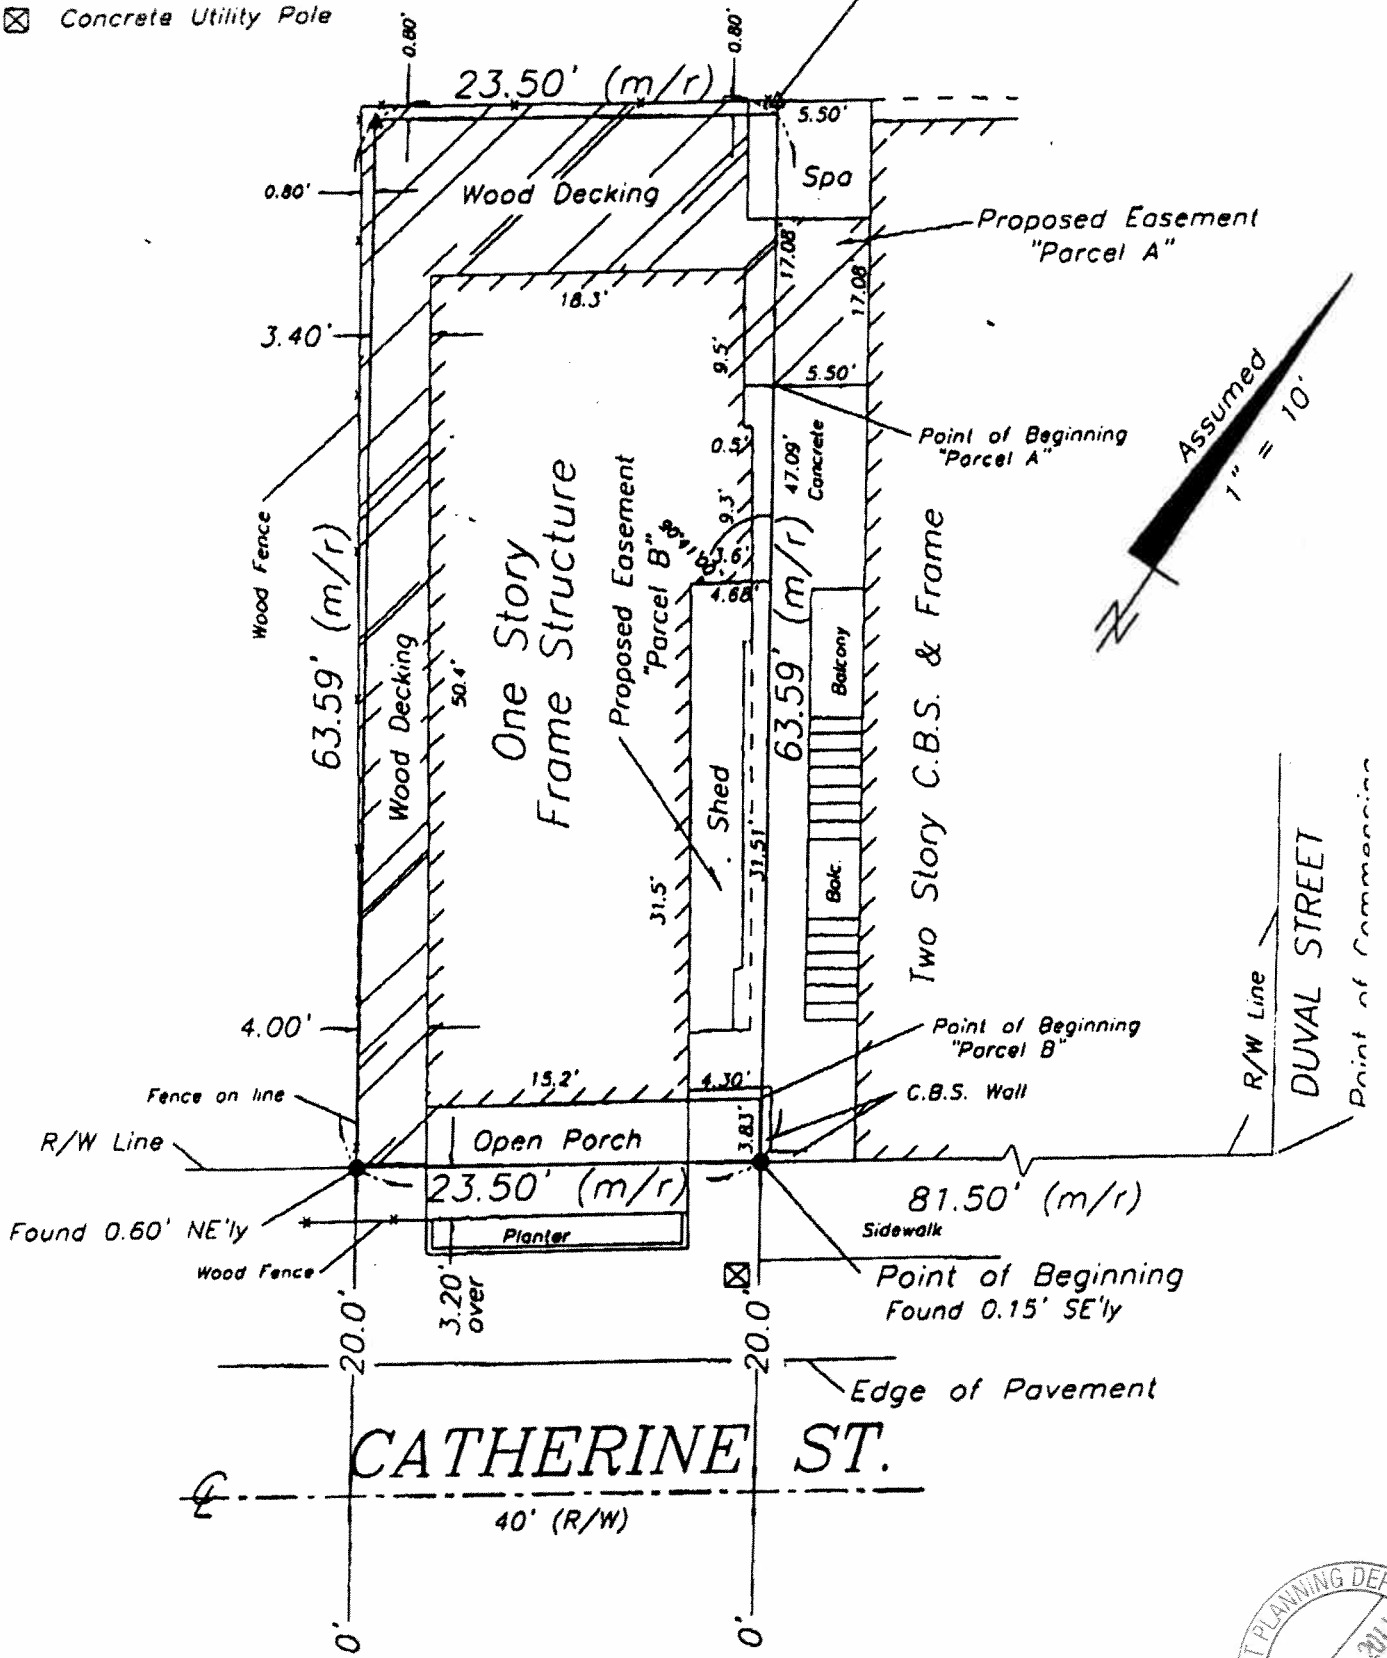 Concrete Utility Pole
0.80'
0.80'
23.50' (m/r)
5.50'
Spa
0.80'
Wood Decking
Proposed Easement
"Parcel A"
17.08'
17.08'
18.3'
3.40'
9.5'
5.50'
Assumed
1" = 10'
N
Point of Beginning
"Parcel A"
0.5'
47.09'
Concrete
9.3'
3.6'
4.68'
Wood Fence
63.59' (m/r)
Wood Decking
50.4'
One Story
Frame Structure
Proposed Easement
"Parcel B"
63.59' (m/r)
Balcony
Shed
31.51'
31.5'
Balc.
Two Story C.B.S. & Frame
R/W Line
DUVAL STREET
Point of Commencing
4.00'
Point of Beginning
"Parcel B"
15.2'
4.30'
C.B.S. Wall
Fence on line
R/W Line
Open Porch
3.83'
23.50' (m/r)
81.50' (m/r)
Found 0.60' NE'ly
Planter
Sidewalk
Wood Fence
3.20'
over
Point of Beginning
Found 0.15' SE'ly
20.0'
20.0'
Edge of Pavement
CATHERINE ST.
40' (R/W)
0'
0'
PLANNING DEP